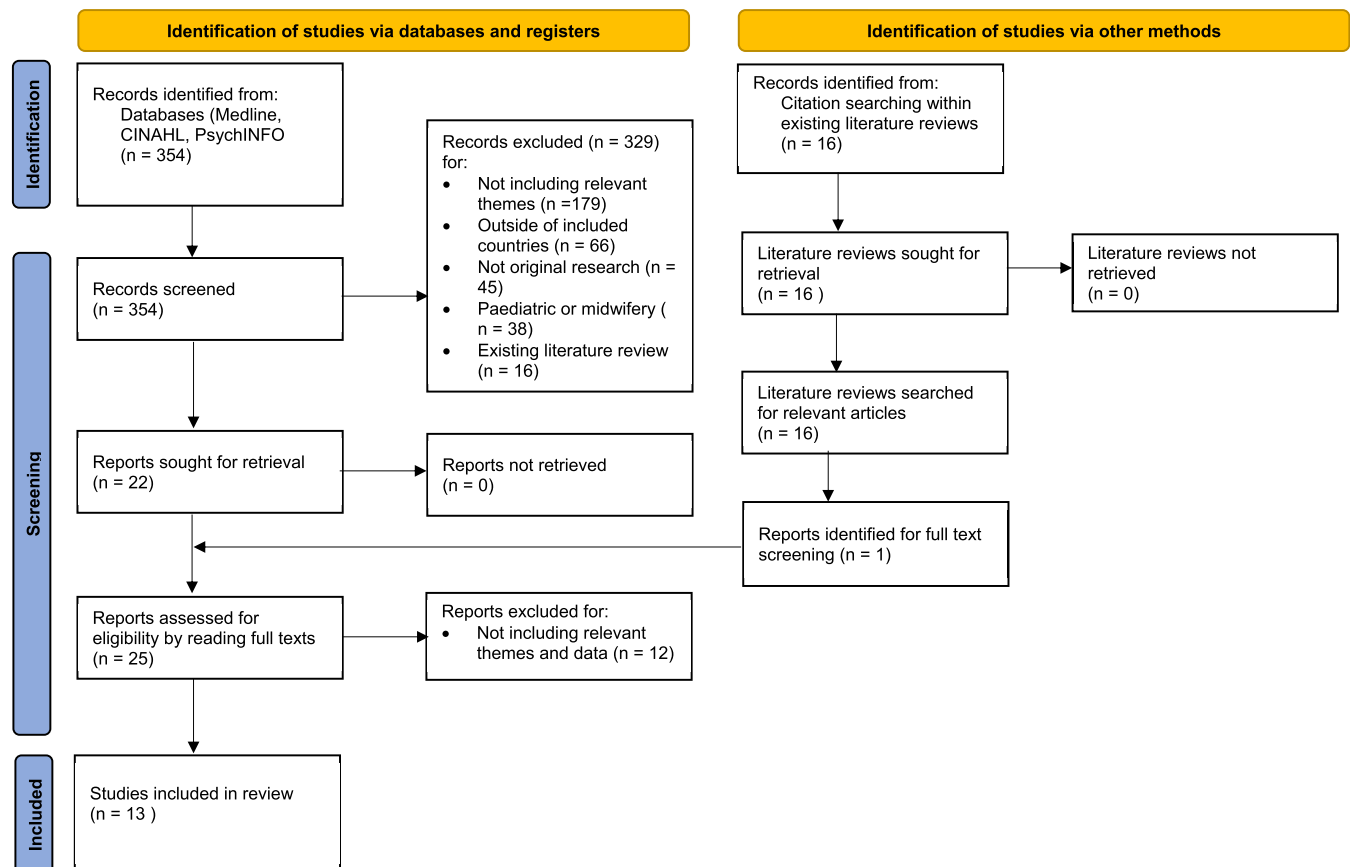 Identification of studies via databases and registers
Identification of studies via other methods
Identification
Records identified from:
Databases (Medline,
CINAHL, PsychINFO
(n = 354)
Records excluded (n = 329)
for:
• Not including relevant
themes (n =179)
• Outside of included
countries (n = 66)
• Not original research (n =
45)
• Paediatric or midwifery (
n = 38)
• Existing literature review
(n = 16)
Records identified from:
Citation searching within
existing literature reviews
(n = 16)
Screening
Records screened
(n = 354)
Literature reviews sought for
retrieval
(n = 16 )
Literature reviews not
retrieved
(n = 0)
Literature reviews searched
for relevant articles
(n = 16)
Reports sought for retrieval
(n = 22)
Reports not retrieved
(n = 0)
Reports identified for full text
screening (n = 1)
Reports assessed for
eligibility by reading full texts
(n = 25)
Reports excluded for:
• Not including relevant
themes and data (n = 12)
Included
Studies included in review
(n = 13 )